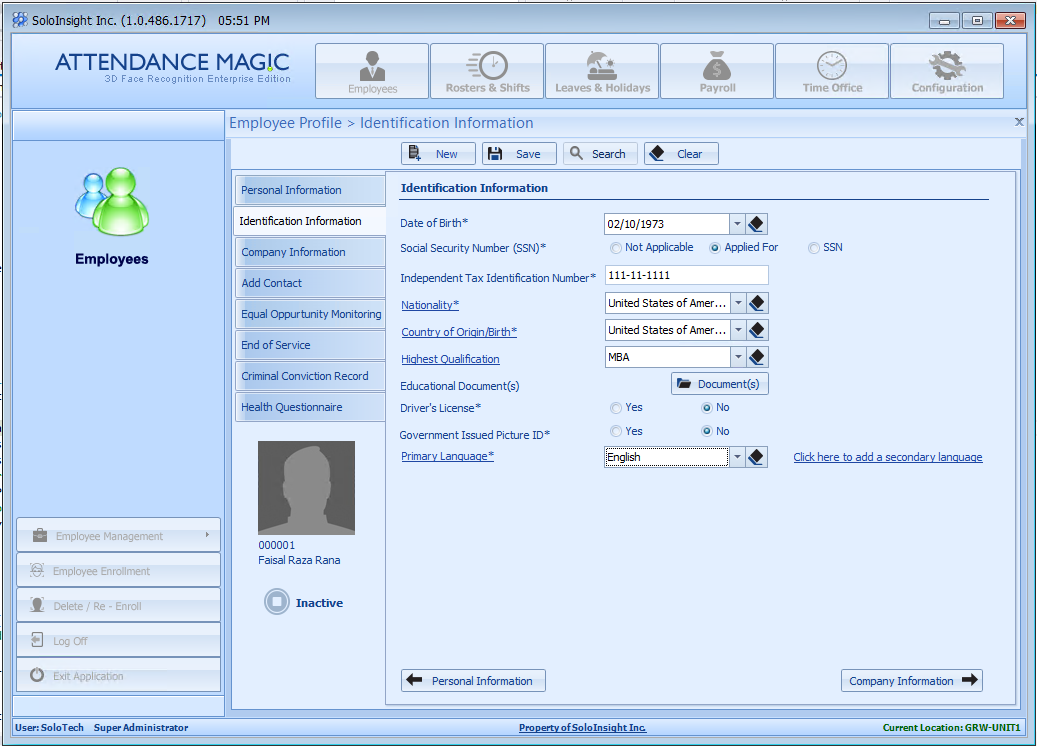 SoloInsight Inc. (1.0.486.1717) 05:51 PM
ATTENDANCE MAGIC
3D Face Recognition Enterprise Edition
Employees
Rosters & Shifts
Leaves & Holidays
Payroll
Time Office
Configuration
Employee Profile > Identification Information
New
Save
Search
Clear
Employees
Employee Management
Employee Enrollment
Delete / Re - Enroll
Log Off
Exit Application
Personal Information
Identification Information
Company Information
Add Contact
Equal Oppurtunity Monitoring
End of Service
Criminal Conviction Record
Health Questionnaire
000001
Faisal Raza Rana
Inactive
Identification Information
Date of Birth* 02/10/1973
Social Security Number (SSN)* Not Applicable Applied For SSN
Independent Tax Identification Number* 111-11-1111
Nationality* United States of Amer...
Country of Origin/Birth* United States of Amer...
Highest Qualification MBA
Educational Document(s) Document(s)
Driver's License* Yes No
Government Issued Picture ID* Yes No
Primary Language* English Click here to add a secondary language
Personal Information
Company Information
User: SoloTech Super Administrator
Property of SoloInsight Inc.
Current Location: GRW-UNIT1